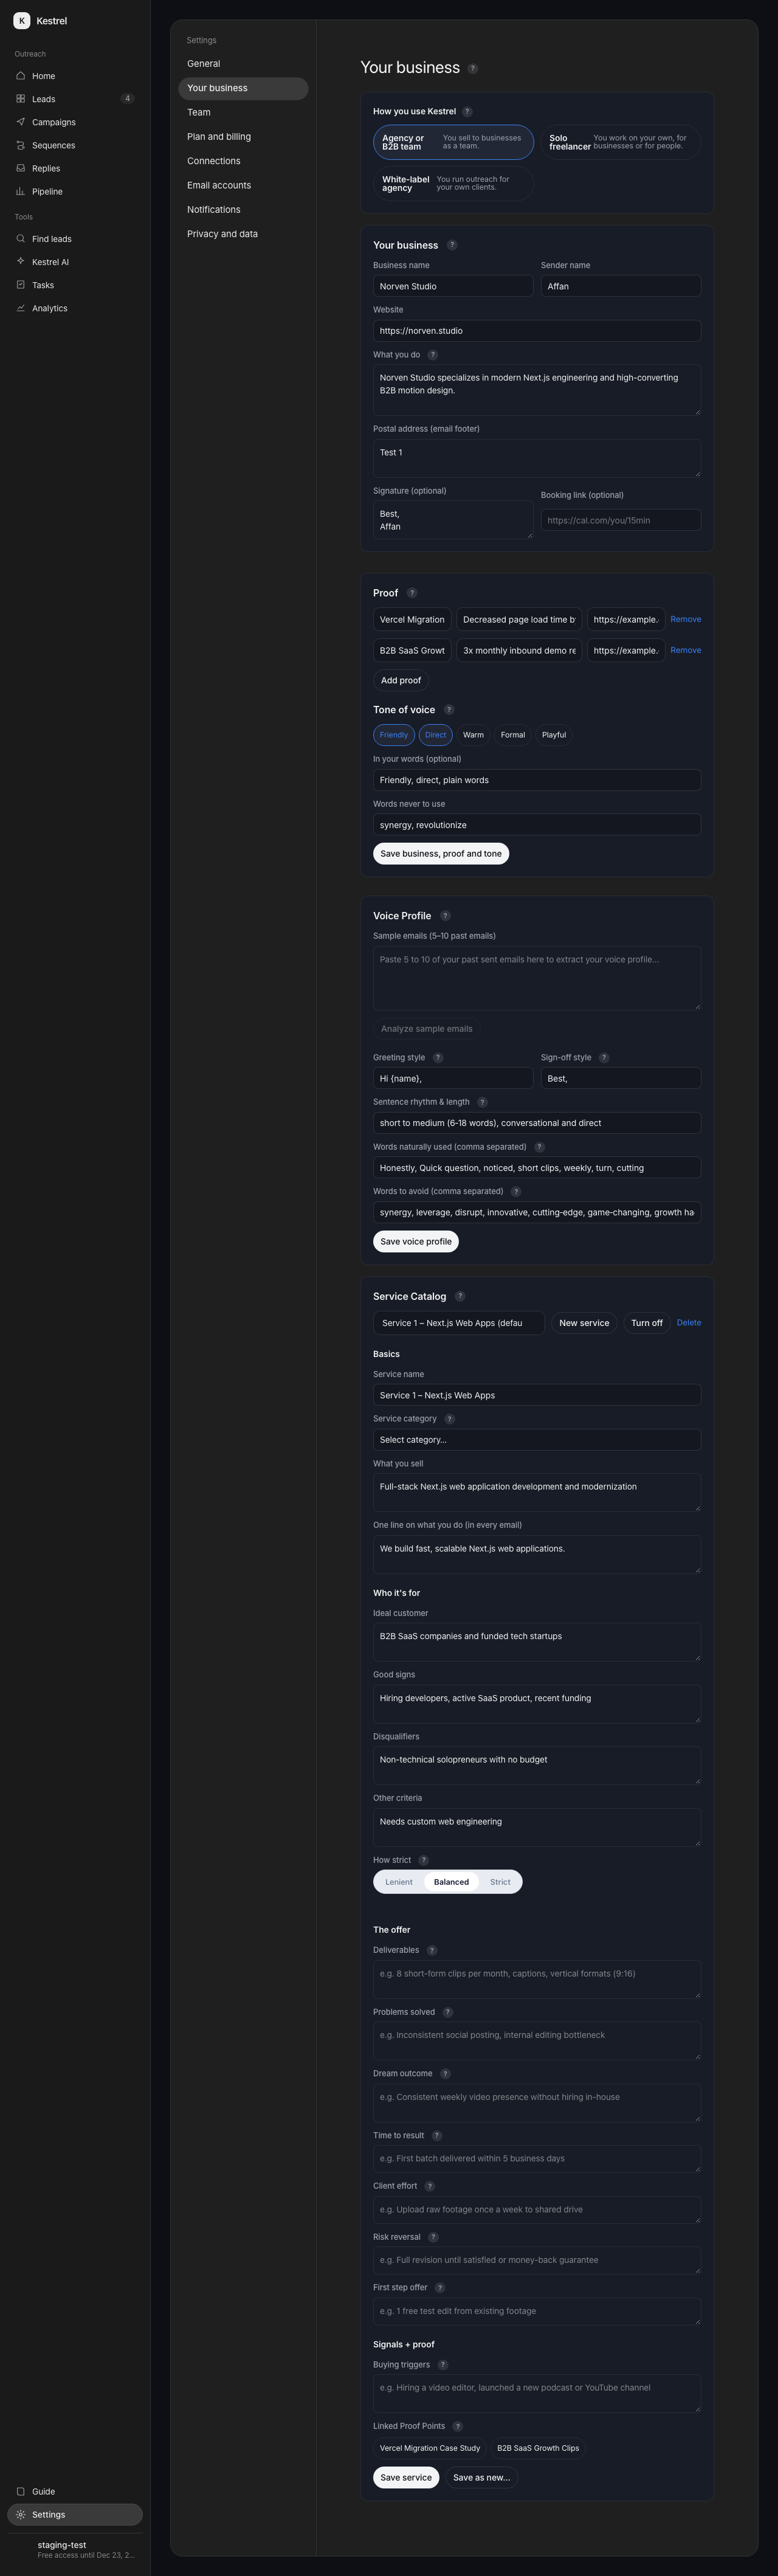 K Kestrel
Outreach
Home
Leads 4
Campaigns
Sequences
Replies
Pipeline
Tools
Find leads
Kestrel AI
Tasks
Analytics
Guide
Settings
staging-test
Free access until Dec 23, 2...
Settings
General
Your business
Team
Plan and billing
Connections
Email accounts
Notifications
Privacy and data
Your business ?
How you use Kestrel ?
Agency or
B2B team
You sell to businesses
as a team.
Solo
freelancer
You work on your own, for
businesses or for people.
White-label
agency
You run outreach for
your own clients.
Your business ?
Business name
Norven Studio
Sender name
Affan
Website
https://norven.studio
What you do ?
Norven Studio specializes in modern Next.js engineering and high-converting
B2B motion design.
Postal address (email footer)
Test 1
Signature (optional)
Best,
Affan
Booking link (optional)
https://cal.com/you/15min
Proof ?
Vercel Migration Decreased page load time b https://example. Remove
B2B SaaS Growt 3x monthly inbound demo re https://example. Remove
Add proof
Tone of voice ?
Friendly Direct Warm Formal Playful
In your words (optional)
Friendly, direct, plain words
Words never to use
synergy, revolutionize
Save business, proof and tone
Voice Profile ?
Sample emails (5–10 past emails)
Paste 5 to 10 of your past sent emails here to extract your voice profile...
Analyze sample emails
Greeting style ?
Hi {name},
Sign-off style ?
Best,
Sentence rhythm & length ?
short to medium (6-18 words), conversational and direct
Words naturally used (comma separated) ?
Honestly, Quick question, noticed, short clips, weekly, turn, cutting
Words to avoid (comma separated) ?
synergy, leverage, disrupt, innovative, cutting-edge, game-changing, growth ha
Save voice profile
Service Catalog ?
Service 1 – Next.js Web Apps (defau New service Turn off Delete
Basics
Service name
Service 1 – Next.js Web Apps
Service category ?
Select category...
What you sell
Full-stack Next.js web application development and modernization
One line on what you do (in every email)
We build fast, scalable Next.js web applications.
Who it's for
Ideal customer
B2B SaaS companies and funded tech startups
Good signs
Hiring developers, active SaaS product, recent funding
Disqualifiers
Non-technical solopreneurs with no budget
Other criteria
Needs custom web engineering
How strict ?
Lenient Balanced Strict
The offer
Deliverables ?
e.g. 8 short-form clips per month, captions, vertical formats (9:16)
Problems solved ?
e.g. Inconsistent social posting, internal editing bottleneck
Dream outcome ?
e.g. Consistent weekly video presence without hiring in-house
Time to result ?
e.g. First batch delivered within 5 business days
Client effort ?
e.g. Upload raw footage once a week to shared drive
Risk reversal ?
e.g. Full revision until satisfied or money-back guarantee
First step offer ?
e.g. 1 free test edit from existing footage
Signals + proof
Buying triggers ?
e.g. Hiring a video editor, launched a new podcast or YouTube channel
Linked Proof Points ?
Vercel Migration Case Study B2B SaaS Growth Clips
Save service Save as new...